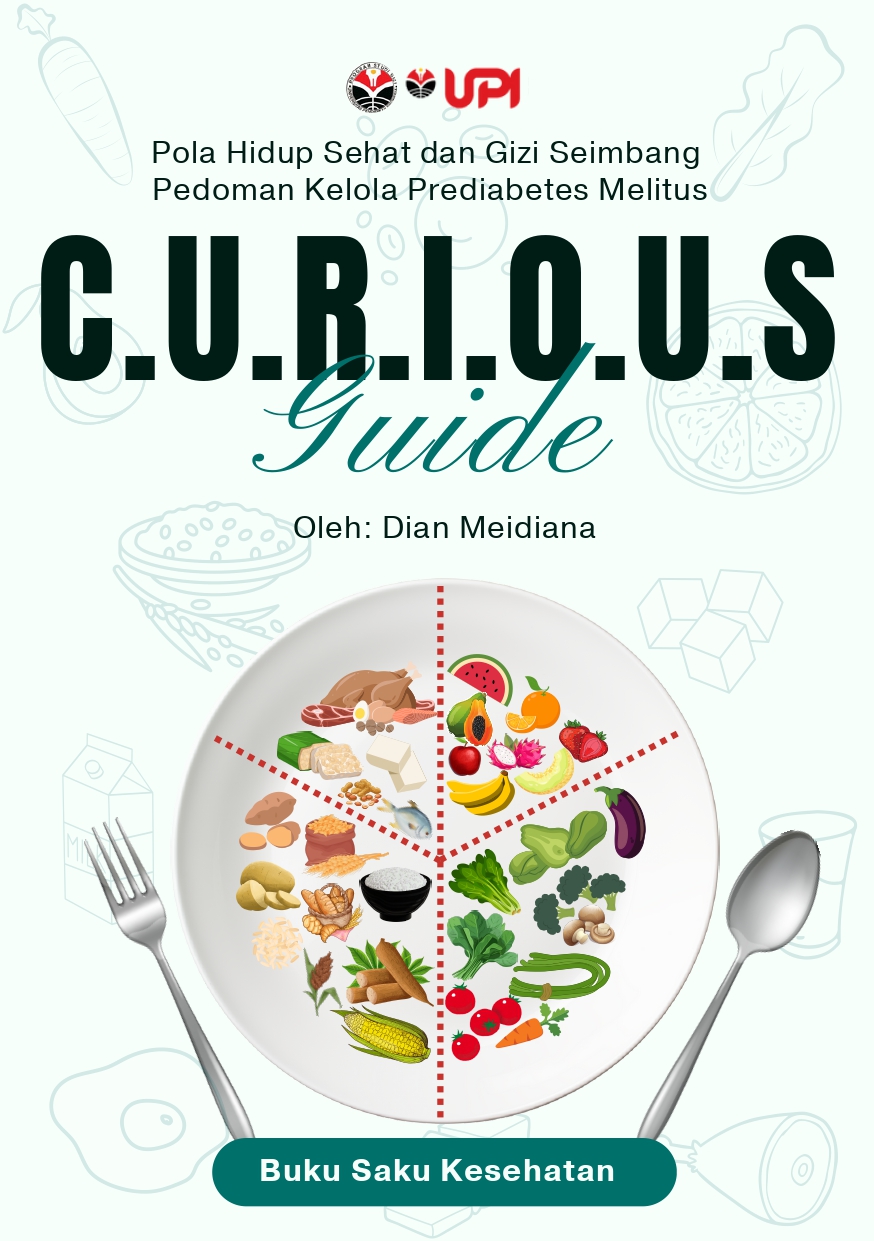 UPI
Pola Hidup Sehat dan Gizi Seimbang
Pedoman Kelola Prediabetes Melitus
C.U.R.I.O.U.S
Guide
Oleh: Dian Meidiana
Buku Saku Kesehatan